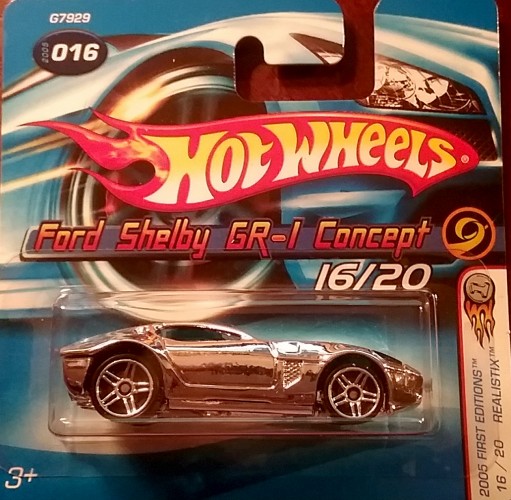 G7929
2005
016
HOT WHEELS®
Ford Shelby GR-1 Concept
16/20
2005 FIRST EDITIONS™
16 / 20 REALISTIX™
3+